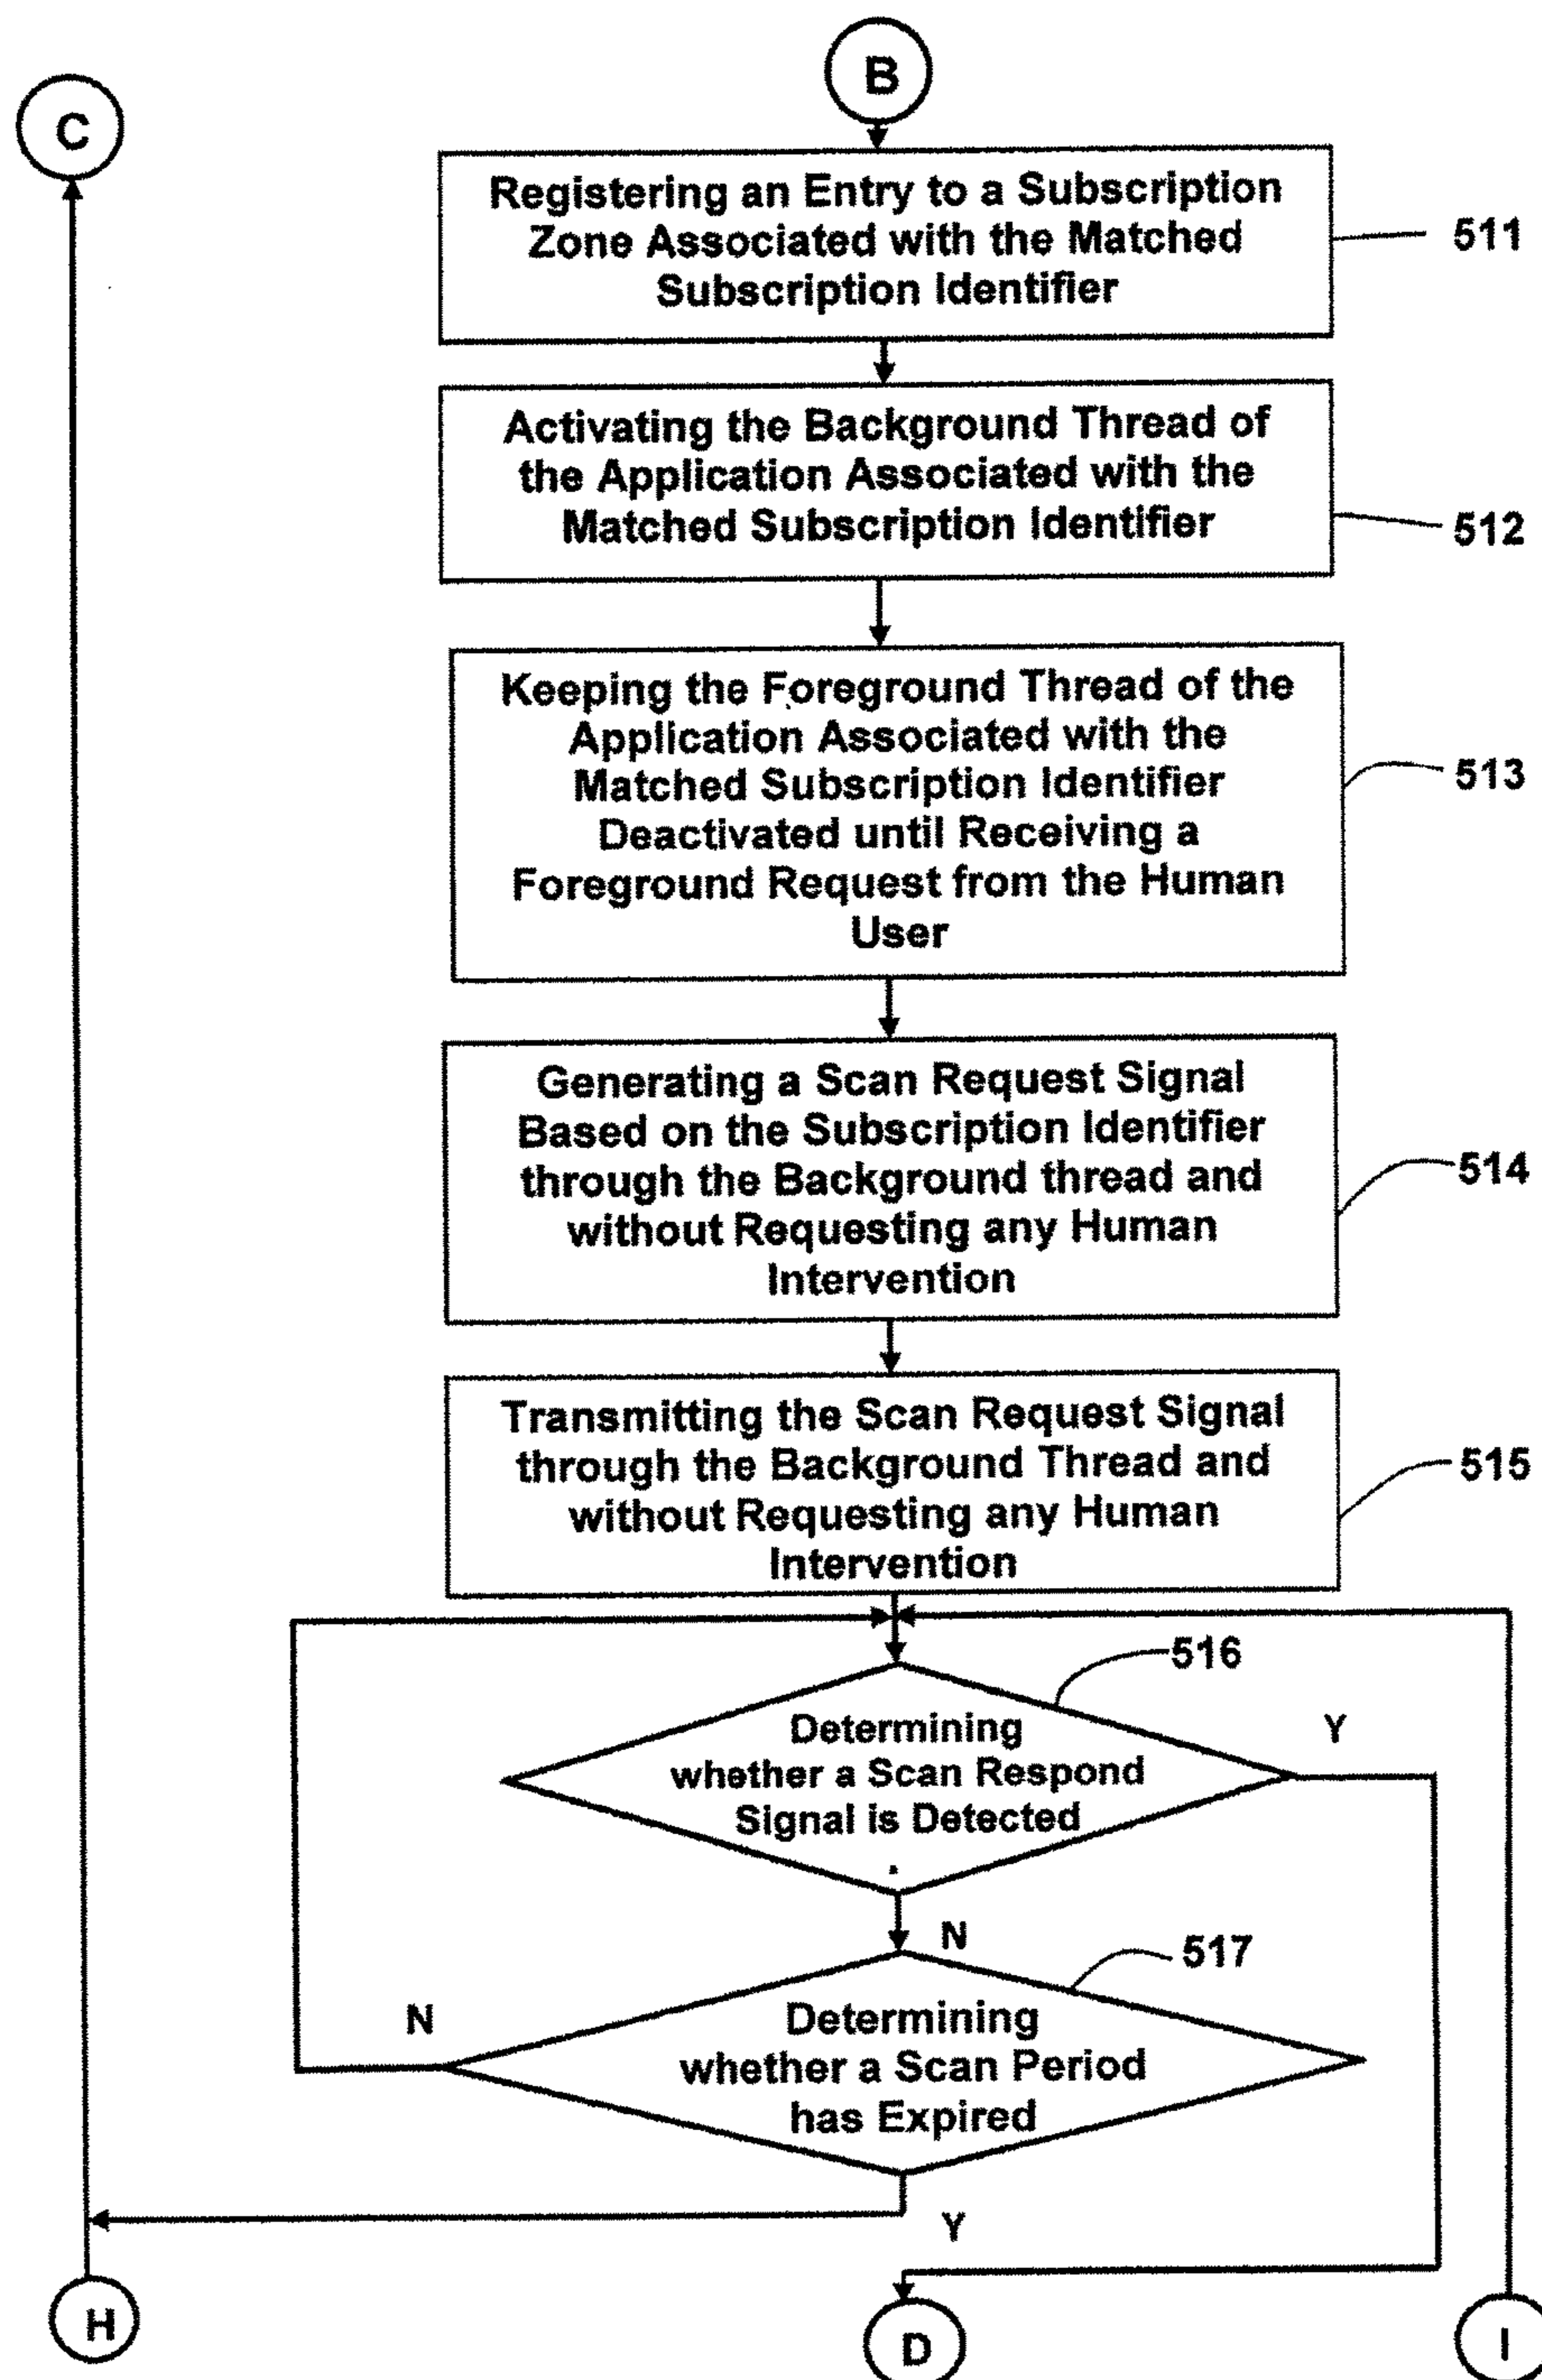 B
C
Registering an Entry to a Subscription
Zone Associated with the Matched
Subscription Identifier
511
Activating the Background Thread of
the Application Associated with the
Matched Subscription Identifier
512
Keeping the Foreground Thread of the
Application Associated with the
Matched Subscription Identifier
Deactivated until Receiving a
Foreground Request from the Human
User
513
Generating a Scan Request Signal
Based on the Subscription Identifier
through the Background thread and
without Requesting any Human
Intervention
514
Transmitting the Scan Request Signal
through the Background Thread and
without Requesting any Human
Intervention
515
516
Determining
whether a Scan Respond
Signal is Detected
Y
N
517
N
Determining
whether a Scan Period
has Expired
Y
H
D
I